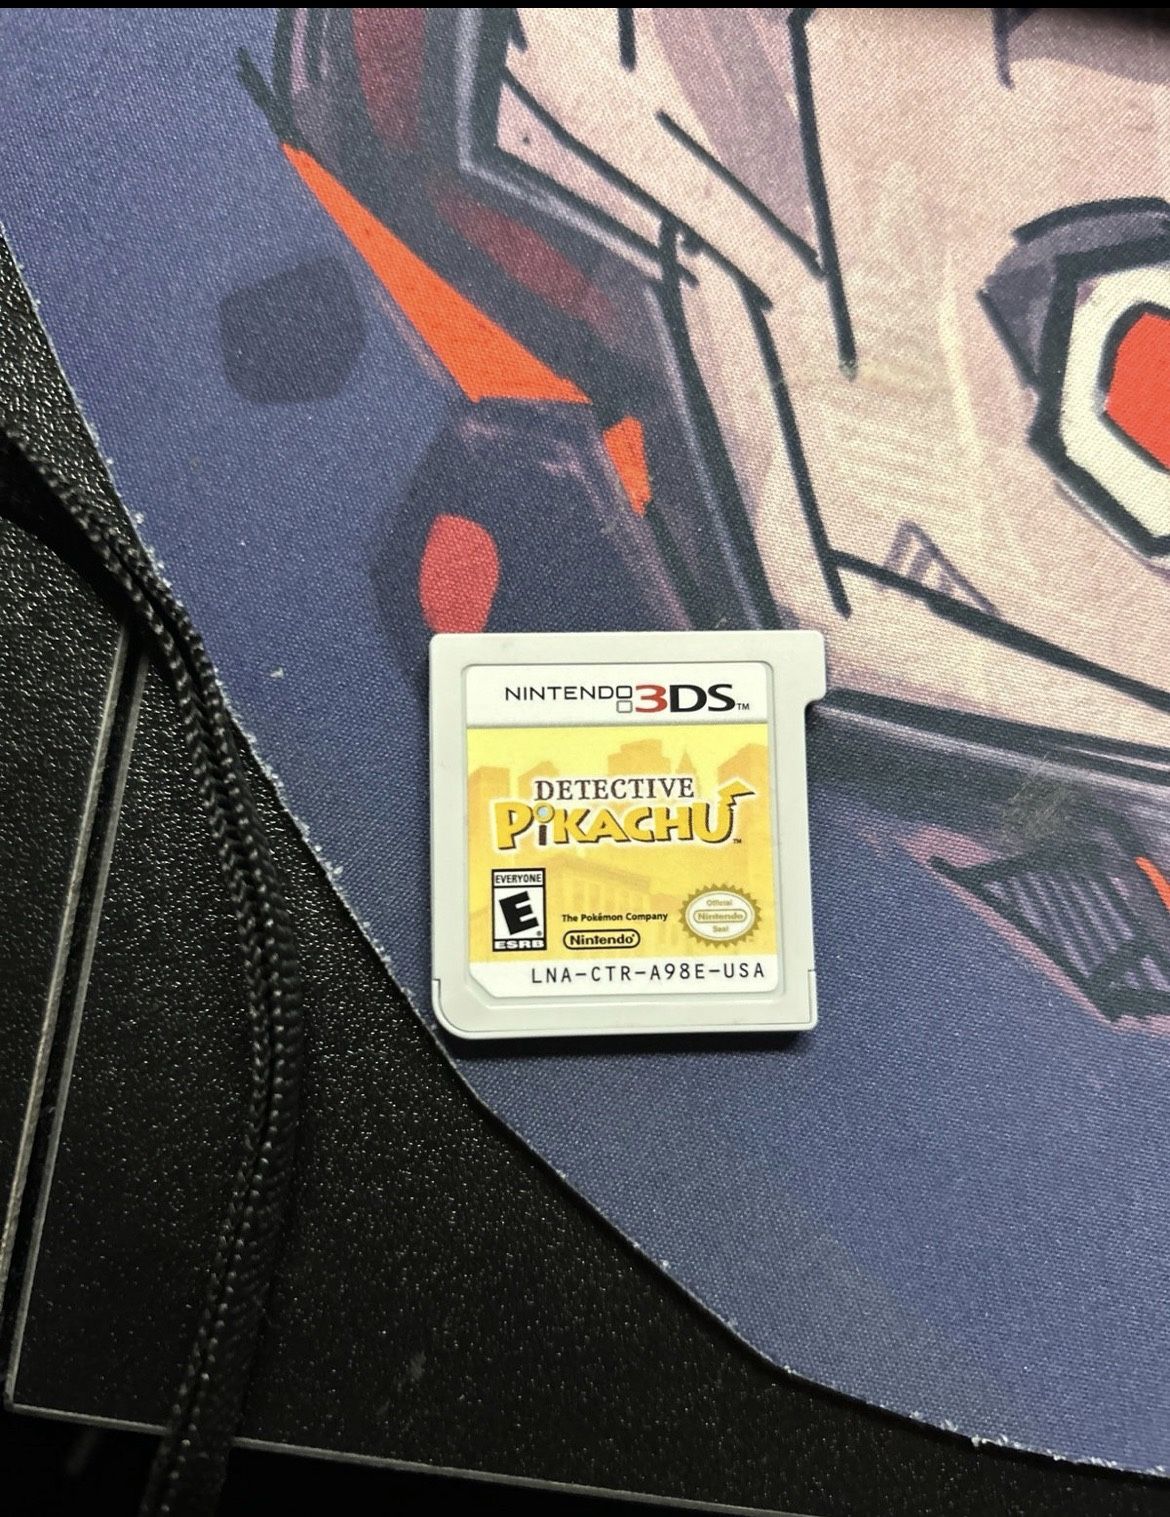 NINTENDO 3DS™
DETECTIVE
PiKACHU™
EVERYONE
E
ESRB
The Pokémon Company
Nintendo
Official
Nintendo
Seal
LNA-CTR-A98E-USA